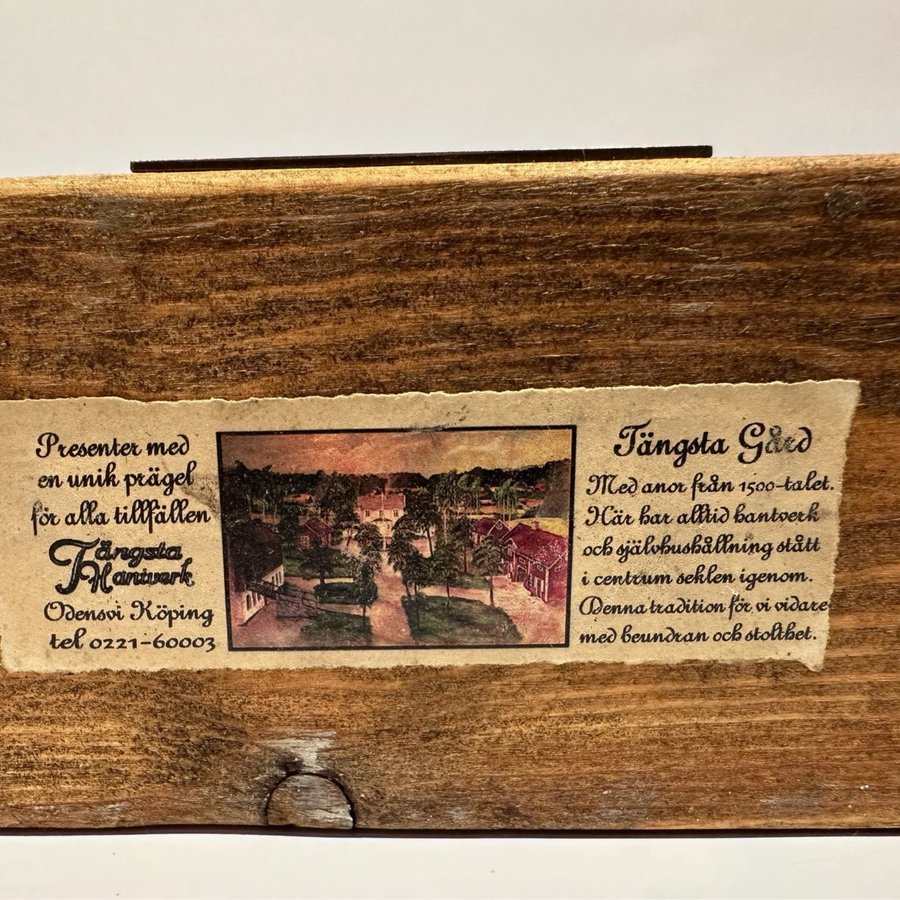 Presenter med
en unik prägel
för alla tillfällen
Tängsta
Hantverk
Odensvi Köping
tel 0221-60003
Tängsta Gård
Med anor från 1500-talet.
Här har alltid hantverk
och självhushållning stått
i centrum seklen igenom.
Denna tradition för vi vidare
med beundran och stolthet.